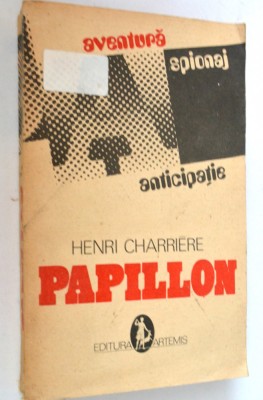 aventură
spionaj
anticipaţie
HENRI CHARRIÈRE
PAPILLON
EDITURA ARTEMIS